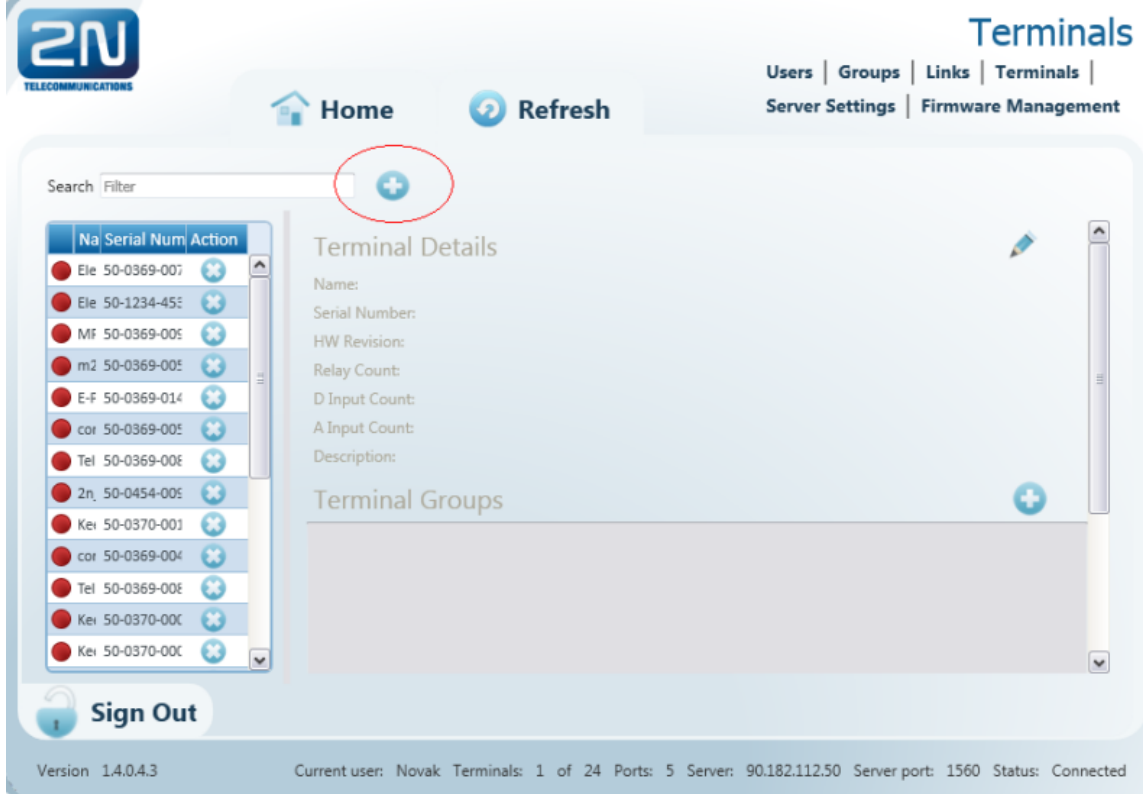 2N
TELECOMMUNICATIONS
Terminals
Users | Groups | Links | Terminals |
Server Settings | Firmware Management
Home
Refresh
Search Filter
Na Serial Num Action
Ele 50-0369-007
Ele 50-1234-453
MF 50-0369-009
m2 50-0369-005
E-F 50-0369-014
cor 50-0369-005
Tel 50-0369-008
2n_ 50-0454-009
Kei 50-0370-001
cor 50-0369-004
Tel 50-0369-008
Kei 50-0370-000
Kei 50-0370-000
Terminal Details
Name:
Serial Number:
HW Revision:
Relay Count:
D Input Count:
A Input Count:
Description:
Terminal Groups
Sign Out
Version 1.4.0.4.3
Current user: Novak Terminals: 1 of 24 Ports: 5 Server: 90.182.112.50 Server port: 1560 Status: Connected